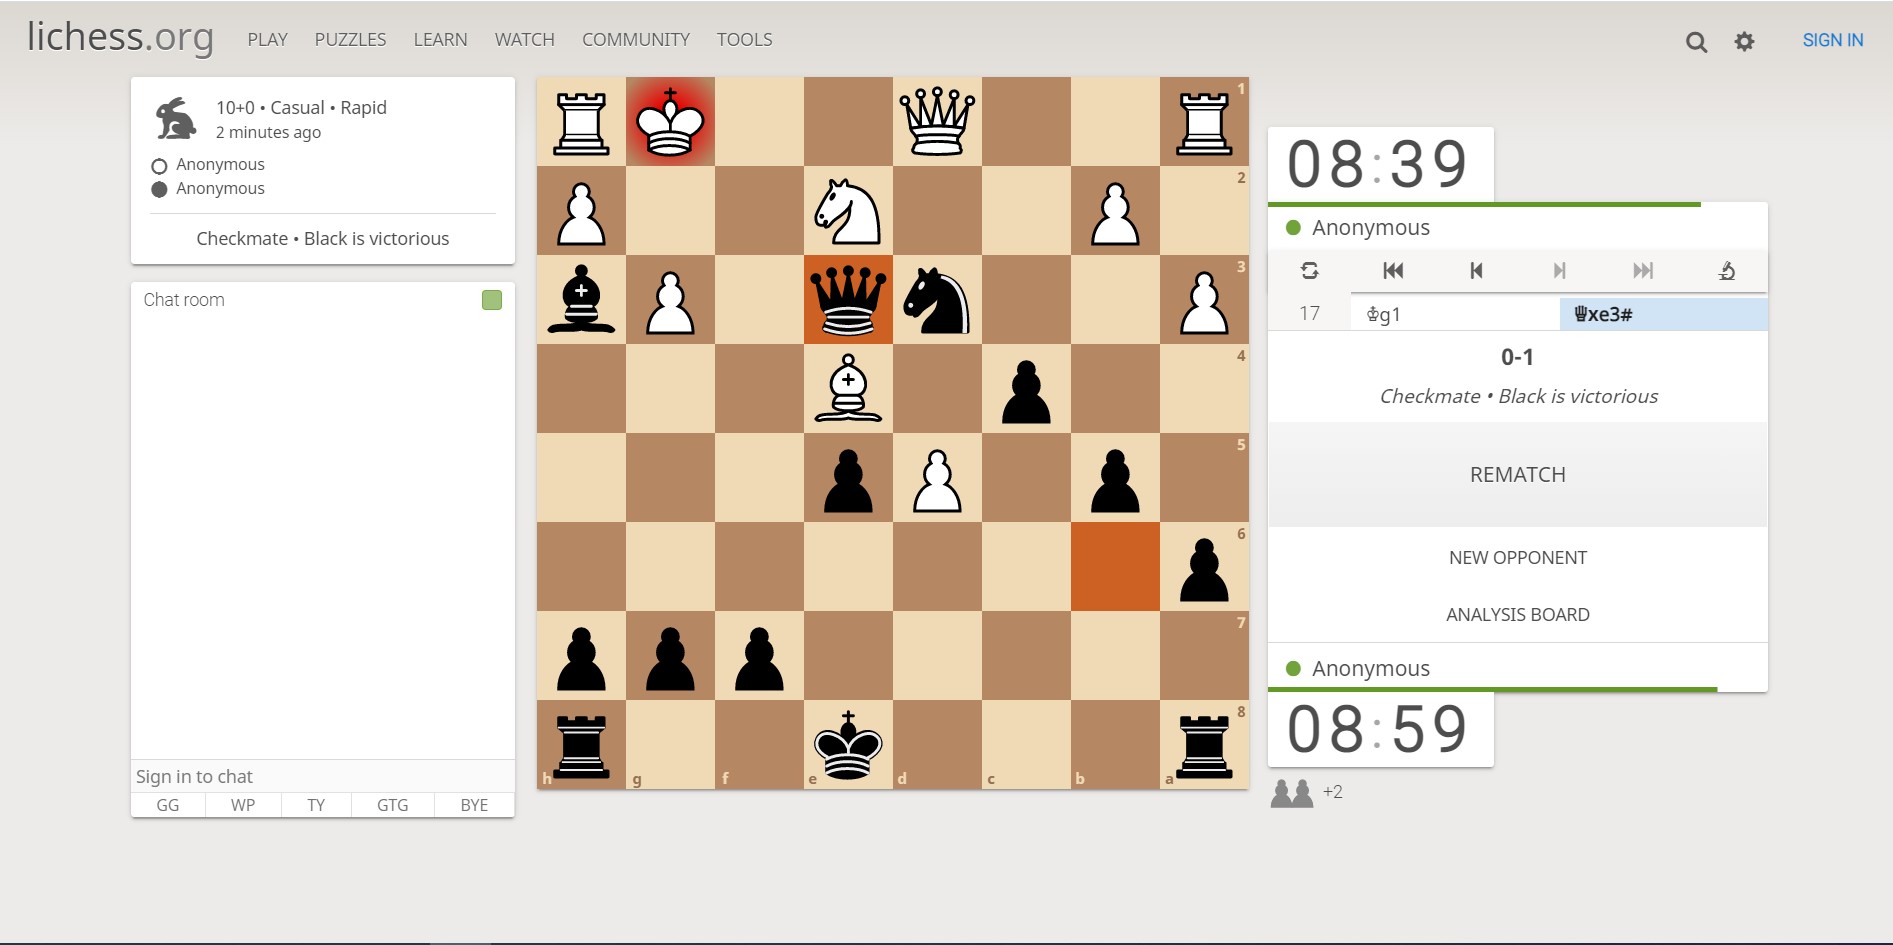 lichess.org PLAY PUZZLES LEARN WATCH COMMUNITY TOOLS SIGN IN
10+0 • Casual • Rapid
2 minutes ago
Anonymous
Anonymous
Checkmate • Black is victorious
Chat room
Sign in to chat
GG WP TY GTG BYE
1
2
3
4
5
6
7
8
h g f e d c b a
08:39
Anonymous
17 ♔g1 ♛xe3#
0-1
Checkmate • Black is victorious
REMATCH
NEW OPPONENT
ANALYSIS BOARD
Anonymous
08:59
+2